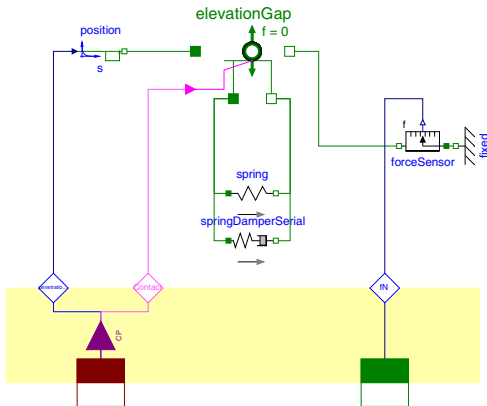 elevationGap
position
f = 0
s
f
forceSensor
fixed
spring
springDamperSerial
Contact
fN
CP